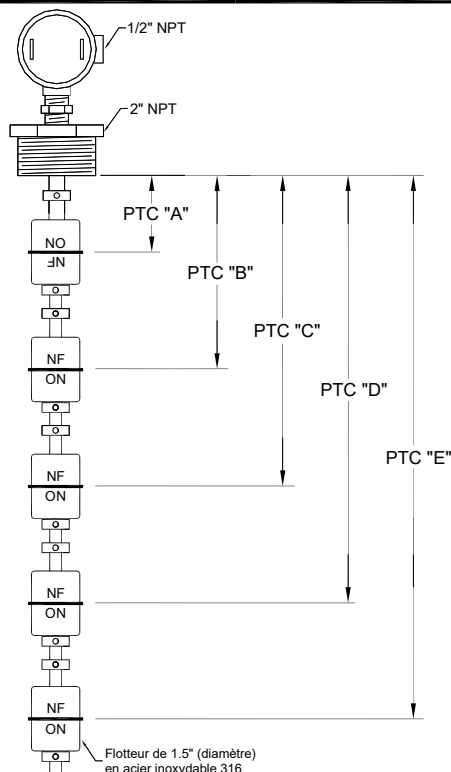 1/2" NPT
2" NPT
PTC "A"
NO
NF
PTC "B"
PTC "C"
NF
ON
PTC "D"
PTC "E"
NF
ON
NF
ON
NF
ON
Flotteur de 1.5" (diamètre)
en acier inoxydable 316